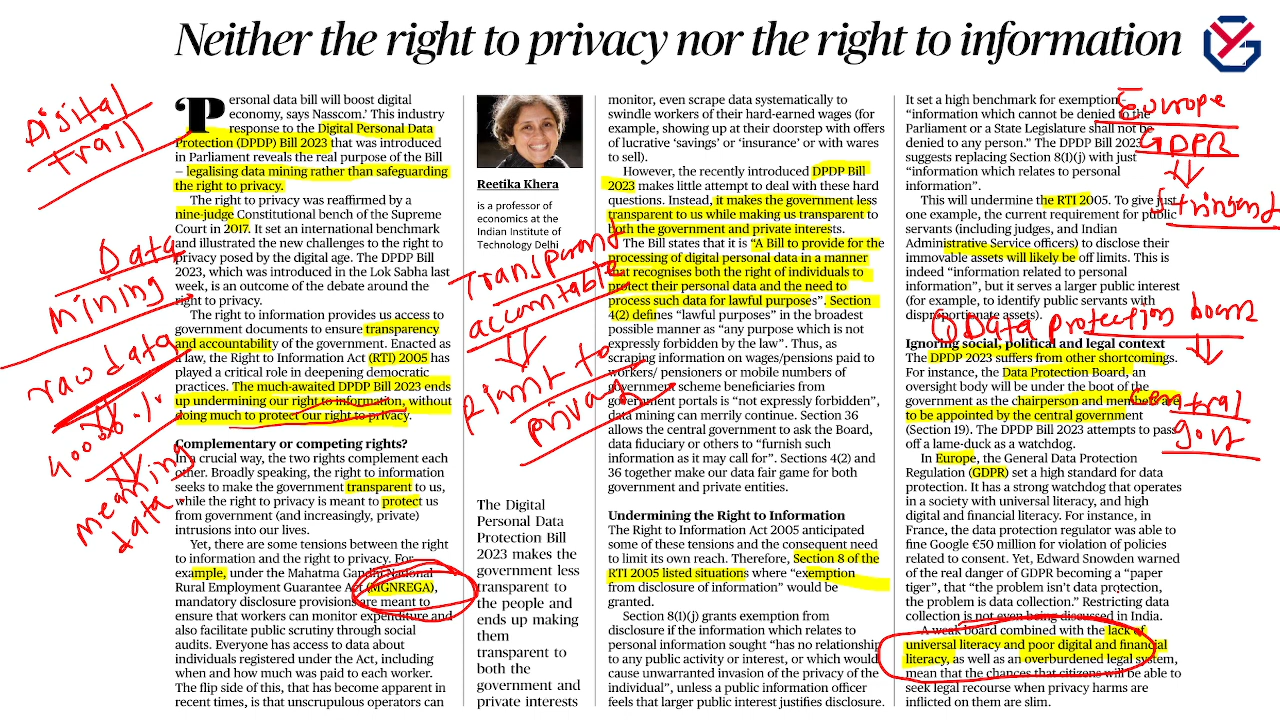 Neither the right to privacy nor the right to information
Personal data bill will boost digital
economy, says Nasscom.’ This industry
response to the Digital Personal Data
Protection (DPDP) Bill 2023 that was introduced
in Parliament reveals the real purpose of the Bill
– legalising data mining rather than safeguarding
the right to privacy.
The right to privacy was reaffirmed by a
nine-judge Constitutional bench of the Supreme
Court in 2017. It set an international benchmark
and illustrated the new challenges to the right to
privacy posed by the digital age. The DPDP Bill
2023, which was introduced in the Lok Sabha last
week, is an outcome of the debate around the
right to privacy.
The right to information provides us access to
government documents to ensure transparency
and accountability of the government. Enacted as
a law, the Right to Information Act (RTI) 2005 has
played a critical role in deepening democratic
practices. The much-awaited DPDP Bill 2023 ends
up undermining our right to information, without
doing much to protect our right to privacy.
Complementary or competing rights?
In a crucial way, the two rights complement each
other. Broadly speaking, the right to information
seeks to make the government transparent to us,
while the right to privacy is meant to protect us
from government (and increasingly, private)
intrusions into our lives.
Yet, there are some tensions between the right
to information and the right to privacy. For
example, under the Mahatma Gandhi National
Rural Employment Guarantee Act (MGNREGA),
mandatory disclosure provisions are meant to
ensure that workers can monitor expenditure and
also facilitate public scrutiny through social
audits. Everyone has access to data about
individuals registered under the Act, including
when and how much was paid to each worker.
The flip side of this, that has become apparent in
recent times, is that unscrupulous operators can
Digital
trail
Data
mining
raw data
meaning
data
Reetika Khera
is a professor of
economics at the
Indian Institute of
Technology Delhi
Transparent
accountable
Right to
privacy
The Digital
Personal Data
Protection Bill
2023 makes the
government less
transparent to
the people and
ends up making
them
transparent to
both the
government and
private interests
monitor, even scrape data systematically to
swindle workers of their hard-earned wages (for
example, showing up at their doorstep with offers
of lucrative ‘savings’ or ‘insurance’ or with wares
to sell).
However, the recently introduced DPDP Bill
2023 makes little attempt to deal with these hard
questions. Instead, it makes the government less
transparent to us while making us transparent to
both the government and private interests.
The Bill states that it is “A Bill to provide for the
processing of digital personal data in a manner
that recognises both the right of individuals to
protect their personal data and the need to
process such data for lawful purposes”. Section
4(2) defines “lawful purposes” in the broadest
possible manner as “any purpose which is not
expressly forbidden by the law”. Thus, as
scraping information on wages/pensions paid to
workers/ pensioners or mobile numbers of
government scheme beneficiaries from
government portals is “not expressly forbidden”,
data mining can merrily continue. Section 36
allows the central government to ask the Board,
data fiduciary or others to “furnish such
information as it may call for”. Sections 4(2) and
36 together make our data fair game for both
government and private entities.
Undermining the Right to Information
The Right to Information Act 2005 anticipated
some of these tensions and the consequent need
to limit its own reach. Therefore, Section 8 of the
RTI 2005 listed situations where “exemption
from disclosure of information” would be
granted.
Section 8(1)(j) grants exemption from
disclosure if the information which relates to
personal information sought “has no relationship
to any public activity or interest, or which would
cause unwarranted invasion of the privacy of the
individual”, unless a public information officer
feels that larger public interest justifies disclosure.
It set a high benchmark for exemption –
“information which cannot be denied to the
Parliament or a State Legislature shall not be
denied to any person.” The DPDP Bill 2023
suggests replacing Section 8(1)(j) with just
“information which relates to personal
information”.
This will undermine the RTI 2005. To give just
one example, the current requirement for public
servants (including judges, and Indian
Administrative Service officers) to disclose their
immovable assets will likely be off limits. This is
indeed “information related to personal
information”, but it serves a larger public interest
(for example, to identify public servants with
disproportionate assets).
Ignoring social, political and legal context
The DPDP 2023 suffers from other shortcomings.
For instance, the Data Protection Board, an
oversight body will be under the boot of the
government as the chairperson and members are
to be appointed by the central government
(Section 19). The DPDP Bill 2023 attempts to pass
off a lame-duck as a watchdog.
In Europe, the General Data Protection
Regulation (GDPR) set a high standard for data
protection. It has a strong watchdog that operates
in a society with universal literacy, and high
digital and financial literacy. For instance, in
France, the data protection regulator was able to
fine Google €50 million for violation of policies
related to consent. Yet, Edward Snowden warned
of the real danger of GDPR becoming a “paper
tiger”, that “the problem isn’t data protection,
the problem is data collection.” Restricting data
collection is not even being discussed in India.
A weak board combined with the lack of
universal literacy and poor digital and financial
literacy, as well as an overburdened legal system,
mean that the chances that citizens will be able to
seek legal recourse when privacy harms are
inflicted on them are slim.
Europe
GDPR
Stringent
① Data protection board
Central
govt